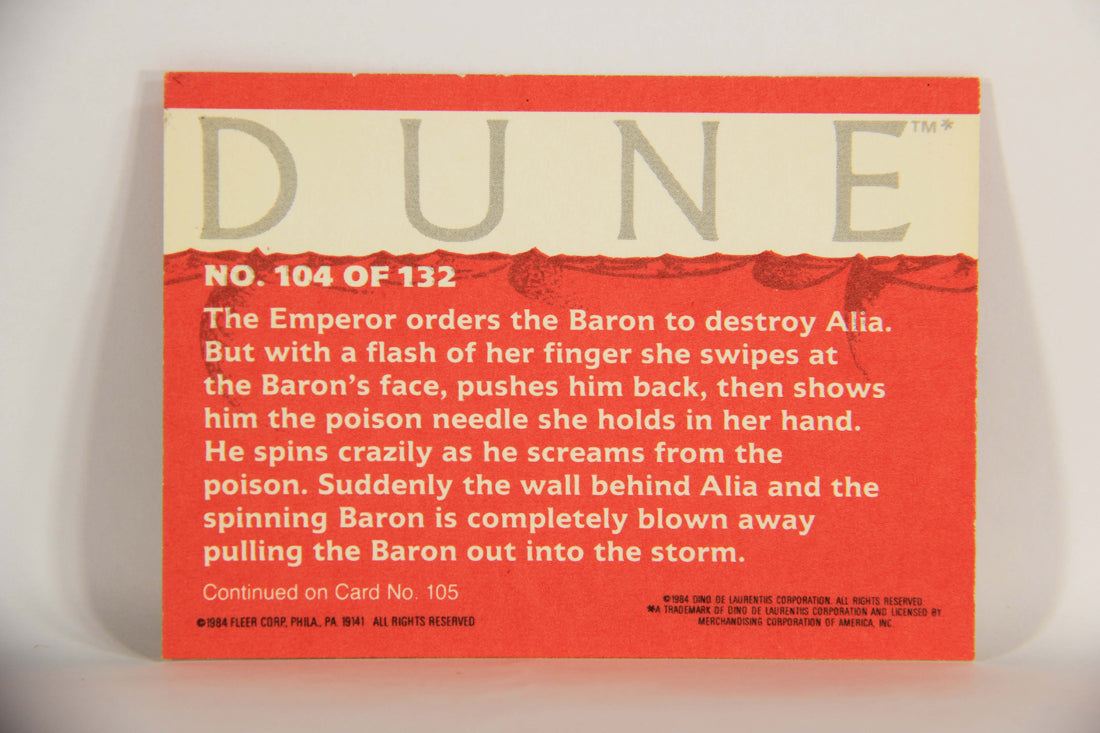 DUNE™*
NO. 104 OF 132
The Emperor orders the Baron to destroy Alia.
But with a flash of her finger she swipes at
the Baron's face, pushes him back, then shows
him the poison needle she holds in her hand.
He spins crazily as he screams from the
poison. Suddenly the wall behind Alia and the
spinning Baron is completely blown away
pulling the Baron out into the storm.
Continued on Card No. 105
©1984 FLEER CORP., PHILA., PA. 19141 ALL RIGHTS RESERVED
©1984 DINO DE LAURENTIIS CORPORATION. ALL RIGHTS RESERVED
*A TRADEMARK OF DINO DE LAURENTIIS CORPORATION AND LICENSED BY
MERCHANDISING CORPORATION OF AMERICA, INC.